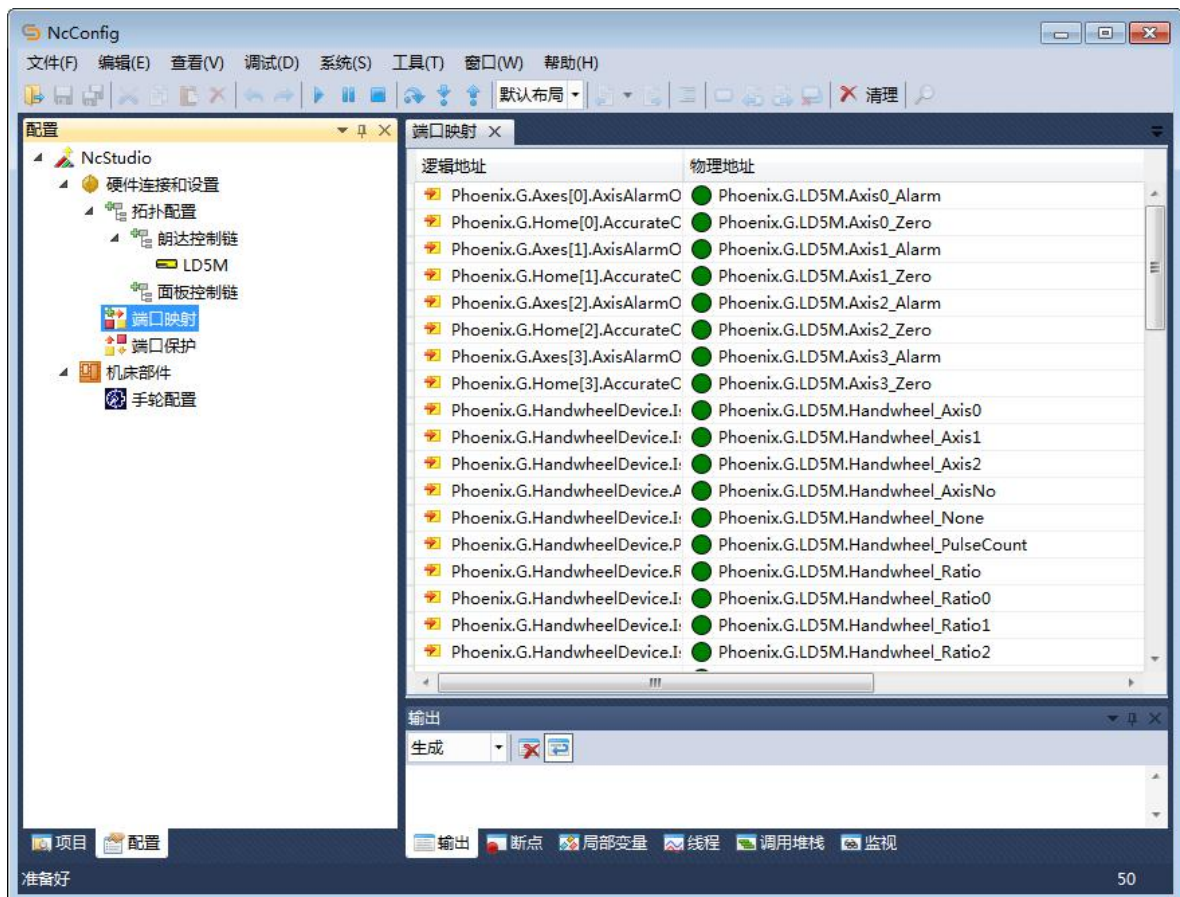 NcConfig
文件(F) 编辑(E) 查看(V) 调试(D) 系统(S) 工具(T) 窗口(W) 帮助(H)
默认布局 清理
配置
NcStudio
硬件连接和设置
拓扑配置
朗达控制链
LD5M
面板控制链
端口映射
端口保护
机床部件
手轮配置
项目 配置
端口映射
逻辑地址 物理地址
Phoenix.G.Axes[0].AxisAlarmO Phoenix.G.LD5M.Axis0_Alarm
Phoenix.G.Home[0].AccurateC Phoenix.G.LD5M.Axis0_Zero
Phoenix.G.Axes[1].AxisAlarmO Phoenix.G.LD5M.Axis1_Alarm
Phoenix.G.Home[1].AccurateC Phoenix.G.LD5M.Axis1_Zero
Phoenix.G.Axes[2].AxisAlarmO Phoenix.G.LD5M.Axis2_Alarm
Phoenix.G.Home[2].AccurateC Phoenix.G.LD5M.Axis2_Zero
Phoenix.G.Axes[3].AxisAlarmO Phoenix.G.LD5M.Axis3_Alarm
Phoenix.G.Home[3].AccurateC Phoenix.G.LD5M.Axis3_Zero
Phoenix.G.HandwheelDevice.Is Phoenix.G.LD5M.Handwheel_Axis0
Phoenix.G.HandwheelDevice.Is Phoenix.G.LD5M.Handwheel_Axis1
Phoenix.G.HandwheelDevice.Is Phoenix.G.LD5M.Handwheel_Axis2
Phoenix.G.HandwheelDevice.A Phoenix.G.LD5M.Handwheel_AxisNo
Phoenix.G.HandwheelDevice.Is Phoenix.G.LD5M.Handwheel_None
Phoenix.G.HandwheelDevice.P Phoenix.G.LD5M.Handwheel_PulseCount
Phoenix.G.HandwheelDevice.R Phoenix.G.LD5M.Handwheel_Ratio
Phoenix.G.HandwheelDevice.Is Phoenix.G.LD5M.Handwheel_Ratio0
Phoenix.G.HandwheelDevice.Is Phoenix.G.LD5M.Handwheel_Ratio1
Phoenix.G.HandwheelDevice.Is Phoenix.G.LD5M.Handwheel_Ratio2
输出
生成
输出 断点 局部变量 线程 调用堆栈 监视
准备好 50